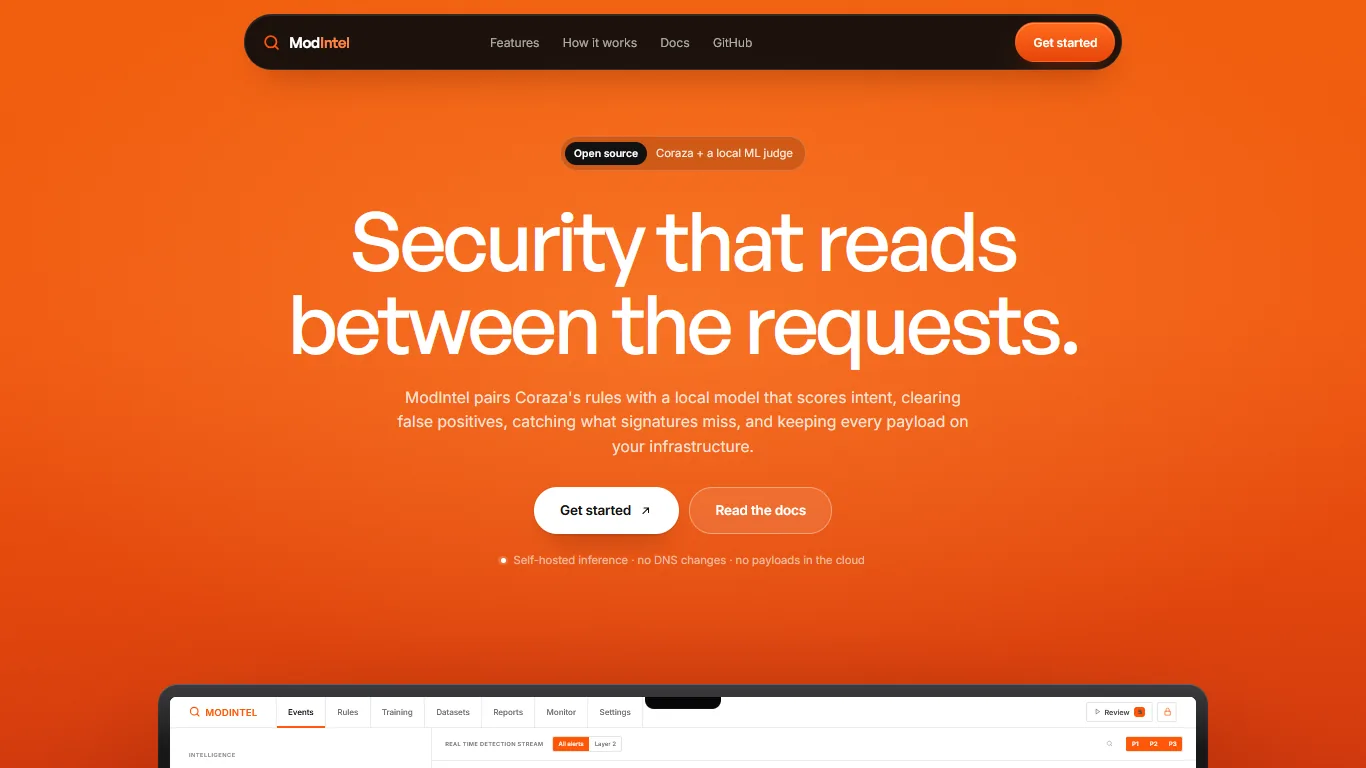 ModIntel
Features How it works Docs GitHub
Get started
Open source Coraza + a local ML judge
Security that reads
between the requests.
ModIntel pairs Coraza's rules with a local model that scores intent, clearing
false positives, catching what signatures miss, and keeping every payload on
your infrastructure.
Get started Read the docs
Self-hosted inference · no DNS changes · no payloads in the cloud
MODINTEL Events Rules Training Datasets Reports Monitor Settings Review
INTELLIGENCE
REAL TIME DETECTION STREAM All alerts Layer 2 P1 P2 P3